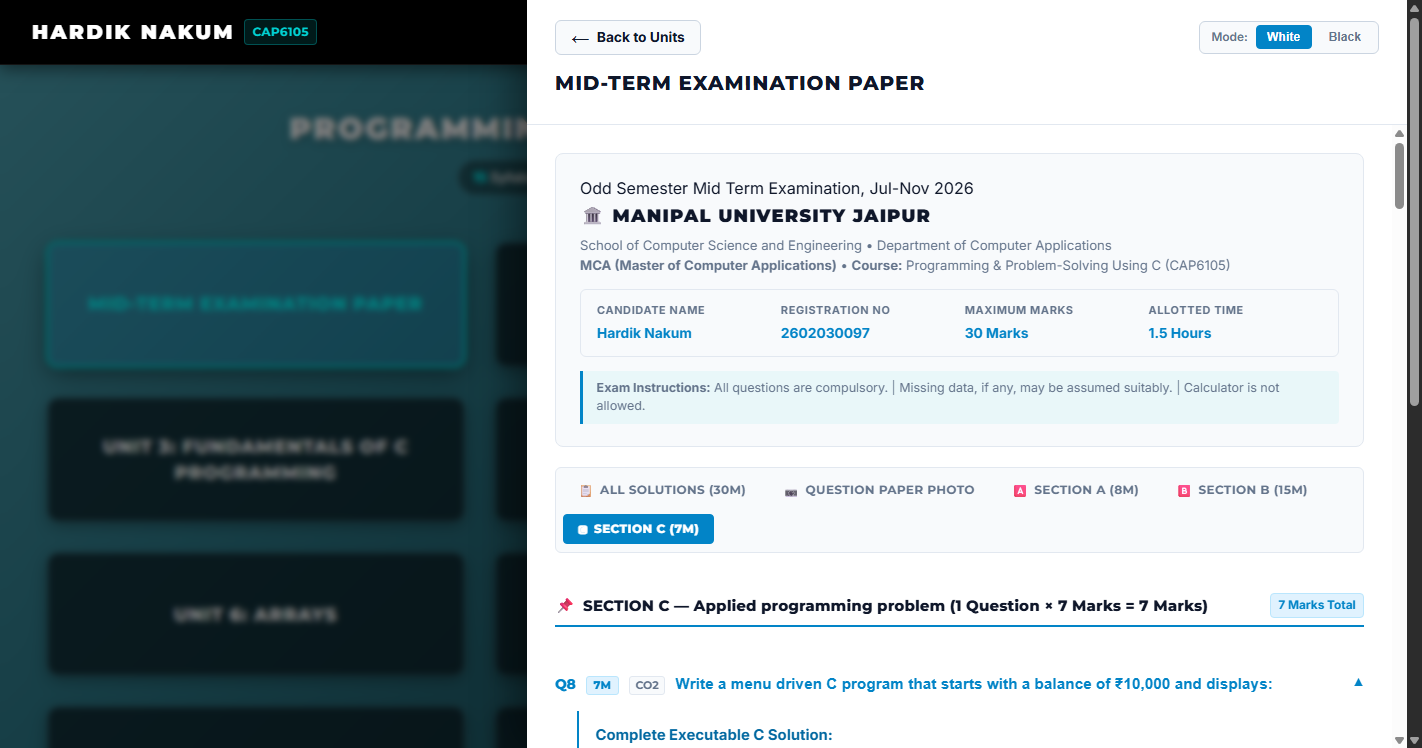 HARDIK NAKUM CAP6105
PROGRAMMIN
MID-TERM EXAMINATION PAPER
UNIT 3: FUNDAMENTALS OF C
PROGRAMMING
UNIT 6: ARRAYS
← Back to Units
Mode: White Black
MID-TERM EXAMINATION PAPER
Odd Semester Mid Term Examination, Jul-Nov 2026
MANIPAL UNIVERSITY JAIPUR
School of Computer Science and Engineering • Department of Computer Applications
MCA (Master of Computer Applications) • Course: Programming & Problem-Solving Using C (CAP6105)
CANDIDATE NAME REGISTRATION NO MAXIMUM MARKS ALLOTTED TIME
Hardik Nakum 2602030097 30 Marks 1.5 Hours
Exam Instructions: All questions are compulsory. | Missing data, if any, may be assumed suitably. | Calculator is not
allowed.
ALL SOLUTIONS (30M) QUESTION PAPER PHOTO A SECTION A (8M) B SECTION B (15M)
SECTION C (7M)
SECTION C — Applied programming problem (1 Question × 7 Marks = 7 Marks) 7 Marks Total
Q8 7M CO2 Write a menu driven C program that starts with a balance of ₹10,000 and displays: ▲
Complete Executable C Solution: